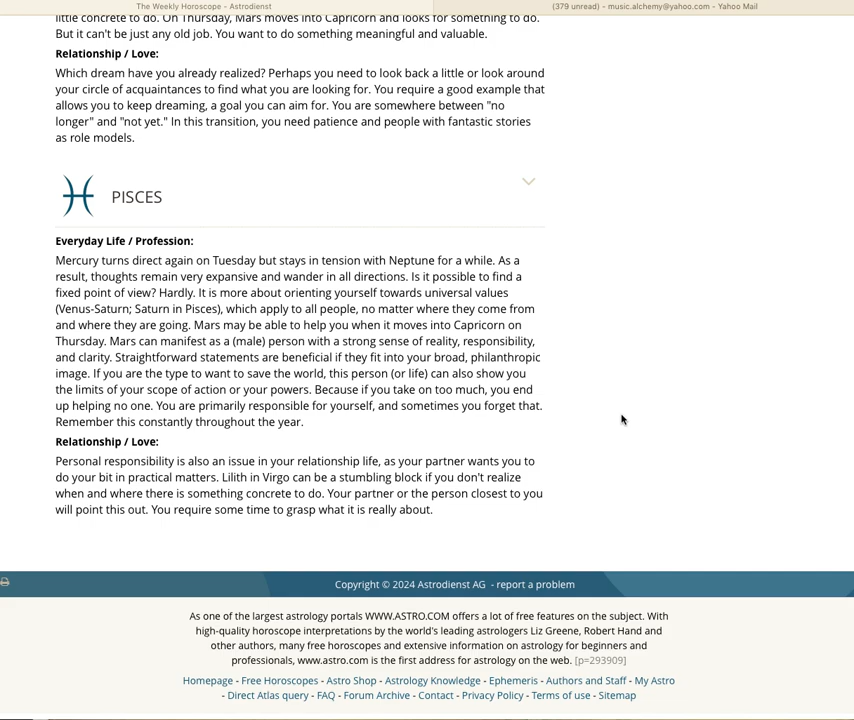 The Weekly Horoscope - Astrodienst
(379 unread) - music.alchemy@yahoo.com - Yahoo Mail
little concrete to do. On Thursday, Mars moves into Capricorn and looks for something to do.
But it can't be just any old job. You want to do something meaningful and valuable.
Relationship / Love:
Which dream have you already realized? Perhaps you need to look back a little or look around
your circle of acquaintances to find what you are looking for. You require a good example that
allows you to keep dreaming, a goal you can aim for. You are somewhere between "no
longer" and "not yet." In this transition, you need patience and people with fantastic stories
as role models.
PISCES
Everyday Life / Profession:
Mercury turns direct again on Tuesday but stays in tension with Neptune for a while. As a
result, thoughts remain very expansive and wander in all directions. Is it possible to find a
fixed point of view? Hardly. It is more about orienting yourself towards universal values
(Venus-Saturn; Saturn in Pisces), which apply to all people, no matter where they come from
and where they are going. Mars may be able to help you when it moves into Capricorn on
Thursday. Mars can manifest as a (male) person with a strong sense of reality, responsibility,
and clarity. Straightforward statements are beneficial if they fit into your broad, philanthropic
image. If you are the type to want to save the world, this person (or life) can also show you
the limits of your scope of action or your powers. Because if you take on too much, you end
up helping no one. You are primarily responsible for yourself, and sometimes you forget that.
Remember this constantly throughout the year.
Relationship / Love:
Personal responsibility is also an issue in your relationship life, as your partner wants you to
do your bit in practical matters. Lilith in Virgo can be a stumbling block if you don't realize
when and where there is something concrete to do. Your partner or the person closest to you
will point this out. You require some time to grasp what it is really about.
Copyright © 2024 Astrodienst AG - report a problem
As one of the largest astrology portals WWW.ASTRO.COM offers a lot of free features on the subject. With
high-quality horoscope interpretations by the world's leading astrologers Liz Greene, Robert Hand and
other authors, many free horoscopes and extensive information on astrology for beginners and
professionals, www.astro.com is the first address for astrology on the web. [p=293909]
Homepage - Free Horoscopes - Astro Shop - Astrology Knowledge - Ephemeris - Authors and Staff - My Astro
- Direct Atlas query - FAQ - Forum Archive - Contact - Privacy Policy - Terms of use - Sitemap